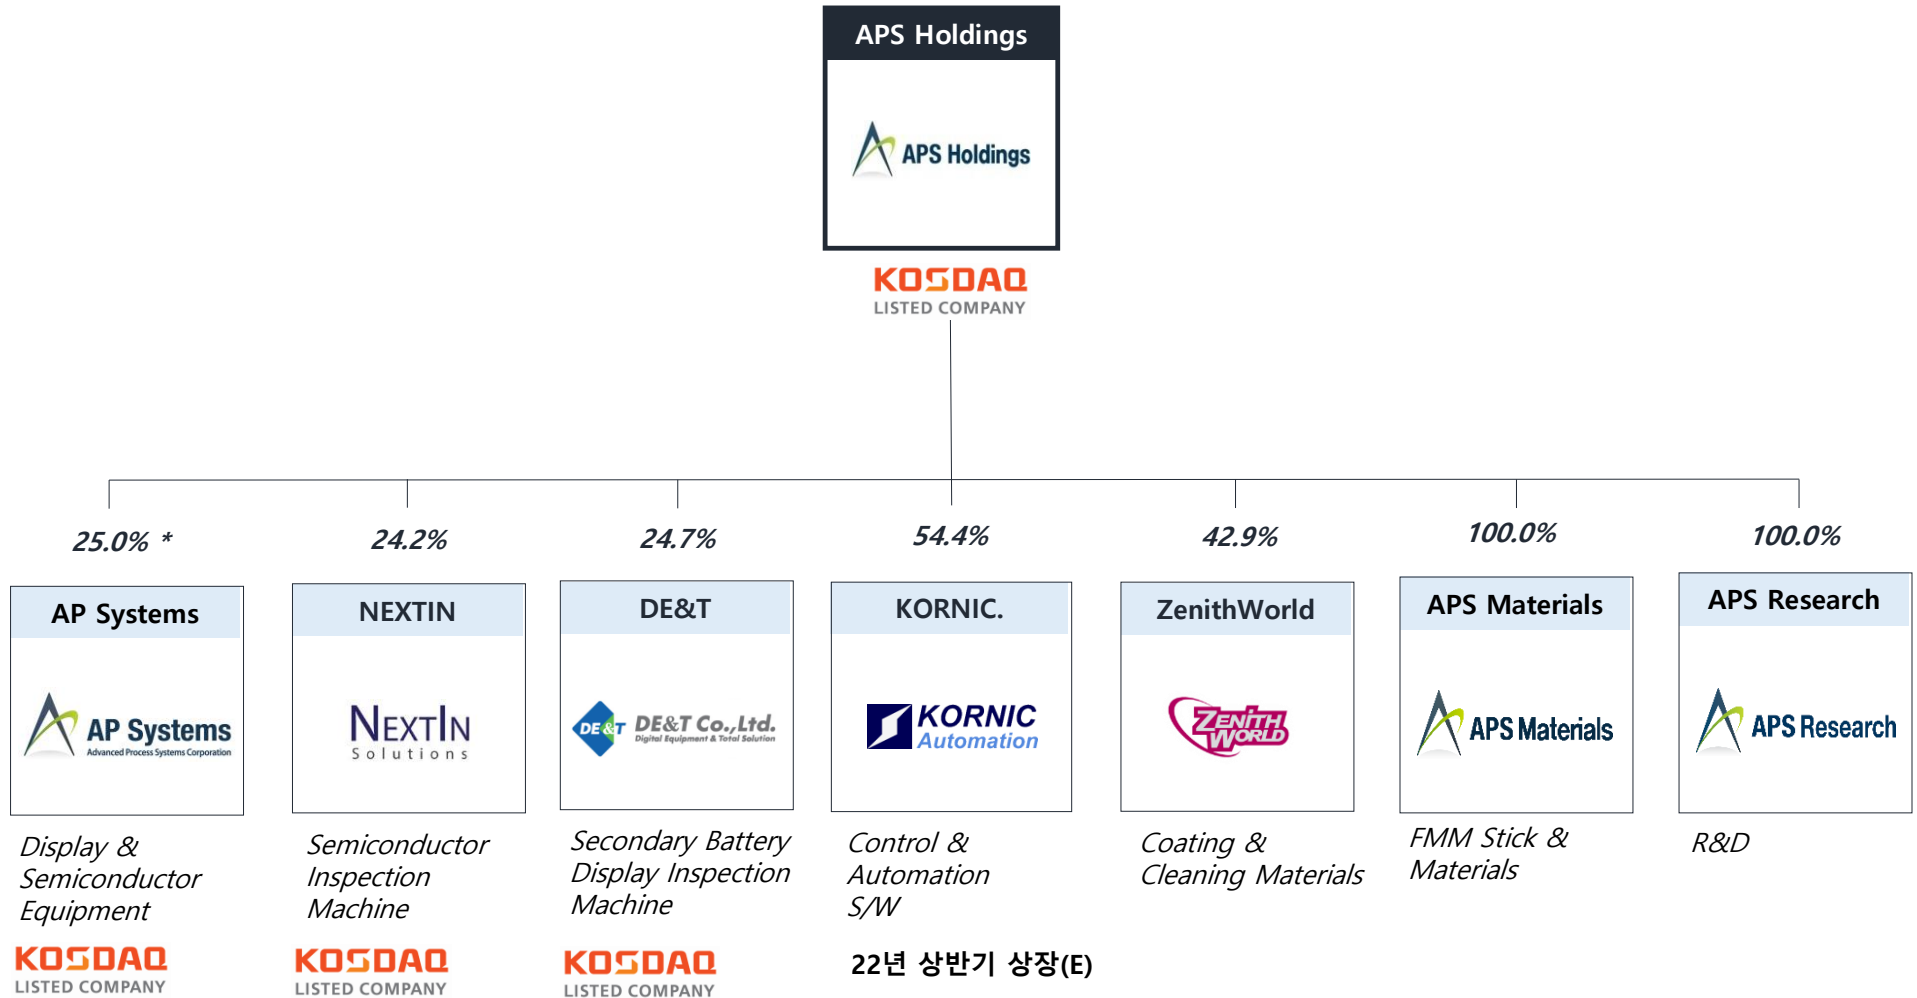 APS Holdings
APS Holdings
KOSDAQ
LISTED COMPANY
25.0% *
24.2%
24.7%
54.4%
42.9%
100.0%
100.0%
AP Systems
AP Systems
Advanced Process Systems Corporation
Display &
Semiconductor
Equipment
KOSDAQ
LISTED COMPANY
NEXTIN
NEXTIN
Solutions
Semiconductor
Inspection
Machine
KOSDAQ
LISTED COMPANY
DE&T
DE&T
DE&T Co.,Ltd.
Digital Equipment & Total Solution
Secondary Battery
Display Inspection
Machine
KOSDAQ
LISTED COMPANY
KORNIC.
KORNIC
Automation
Control &
Automation
S/W
22년 상반기 상장(E)
ZenithWorld
ZENITH
WORLD
Coating &
Cleaning Materials
APS Materials
APS Materials
FMM Stick &
Materials
APS Research
APS Research
R&D